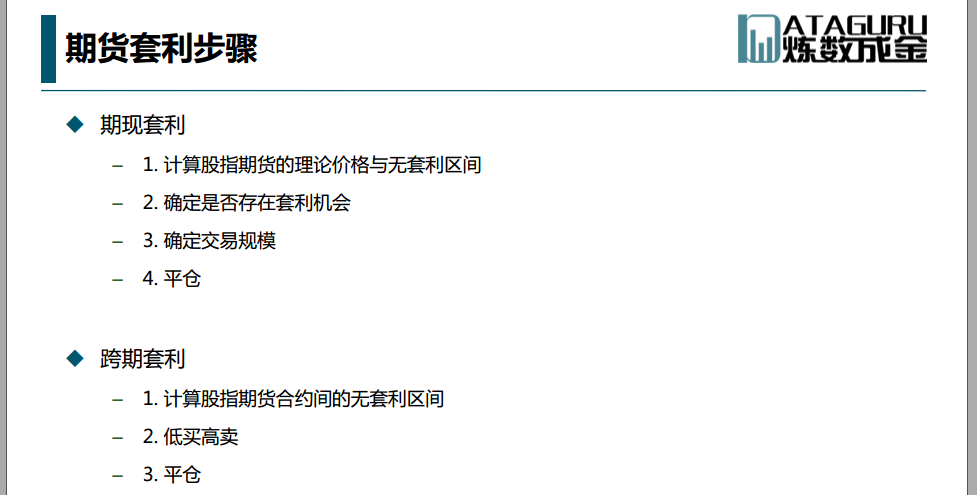 期货套利步骤
DATAGURU
炼数成金
期现套利
– 1. 计算股指期货的理论价格与无套利区间
– 2. 确定是否存在套利机会
– 3. 确定交易规模
– 4. 平仓
跨期套利
– 1. 计算股指期货合约间的无套利区间
– 2. 低买高卖
– 3. 平仓